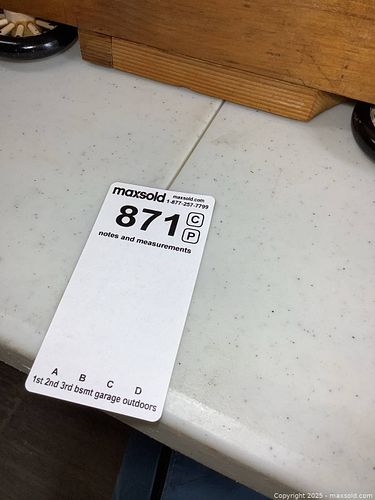 maxsold maxsold.com
1-877-257-7799
871 C
P
notes and measurements
A B C D
1st 2nd 3rd bsmt garage outdoors
Copyright 2025 - maxsold.com